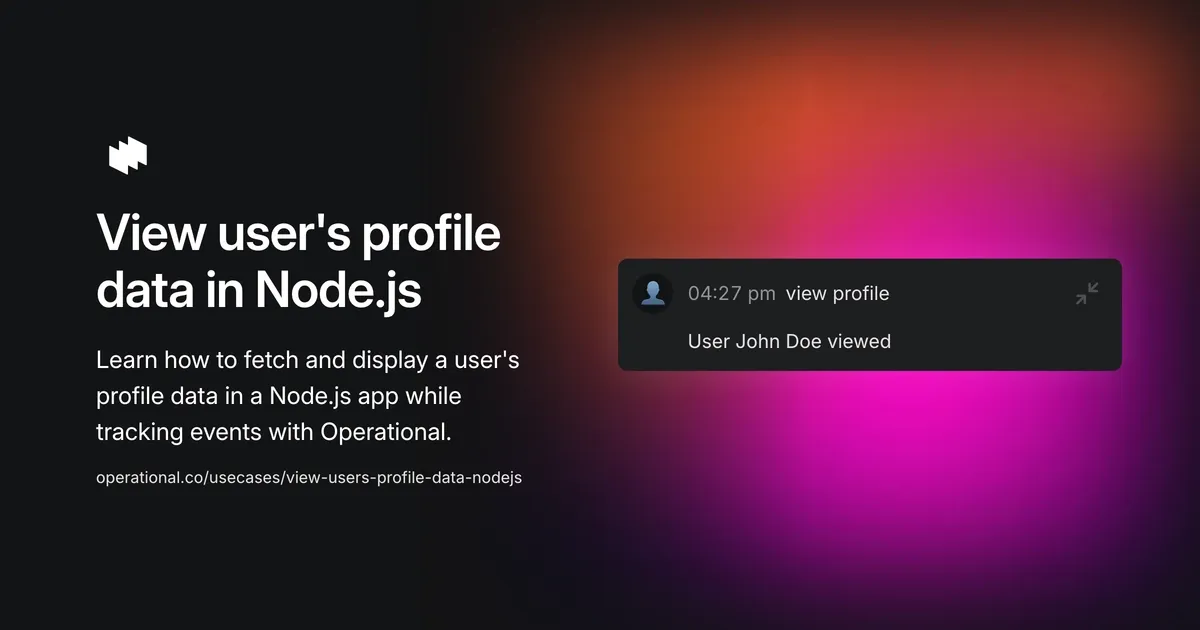 View user's profile
data in Node.js
Learn how to fetch and display a user's
profile data in a Node.js app while
tracking events with Operational.
operational.co/usecases/view-users-profile-data-nodejs
04:27 pm view profile
User John Doe viewed